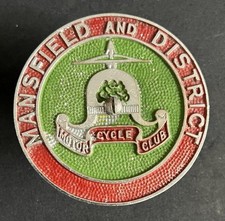 MANSFIELD AND DISTRICT
MOTOR CYCLE CLUB